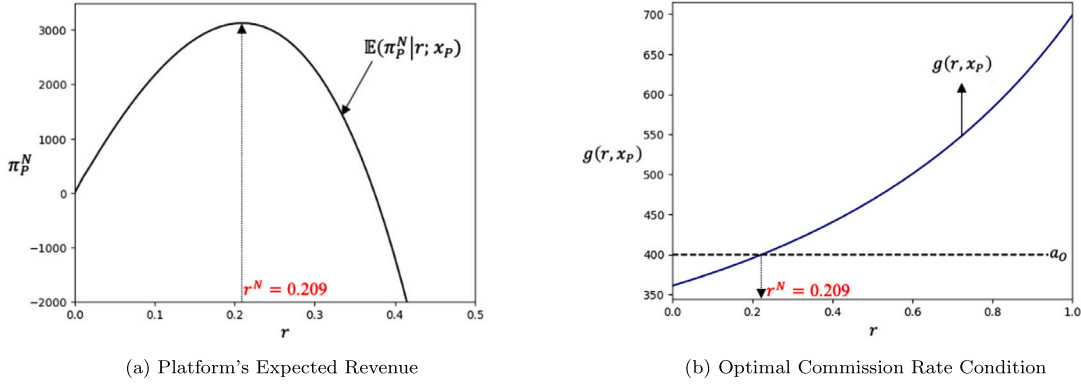 3000
2000
1000
0
−1000
−2000
π_P^N
𝔼(π_P^N|r; x_P)
r^N = 0.209
0.0 0.1 0.2 0.3 0.4 0.5
r
(a) Platform's Expected Revenue
700
650
600
550
500
450
400
350
g(r, x_P)
g(r, x_P)
a_O
r^N = 0.209
0.0 0.2 0.4 0.6 0.8 1.0
r
(b) Optimal Commission Rate Condition